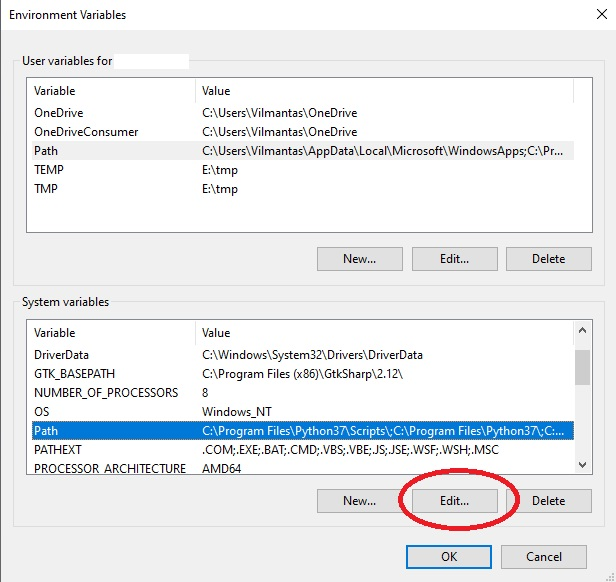 Environment Variables
User variables for
Variable Value
OneDrive C:\Users\Vilmantas\OneDrive
OneDriveConsumer C:\Users\Vilmantas\OneDrive
Path C:\Users\Vilmantas\AppData\Local\Microsoft\WindowsApps;C:\Pr...
TEMP E:\tmp
TMP E:\tmp
New... Edit... Delete
System variables
Variable Value
DriverData C:\Windows\System32\Drivers\DriverData
GTK_BASEPATH C:\Program Files (x86)\GtkSharp\2.12\
NUMBER_OF_PROCESSORS 8
OS Windows_NT
Path C:\Program Files\Python37\Scripts\;C:\Program Files\Python37\;C:...
PATHEXT .COM;.EXE;.BAT;.CMD;.VBS;.VBE;.JS;.JSE;.WSF;.WSH;.MSC
PROCESSOR_ARCHITECTURE AMD64
New... Edit... Delete
OK Cancel